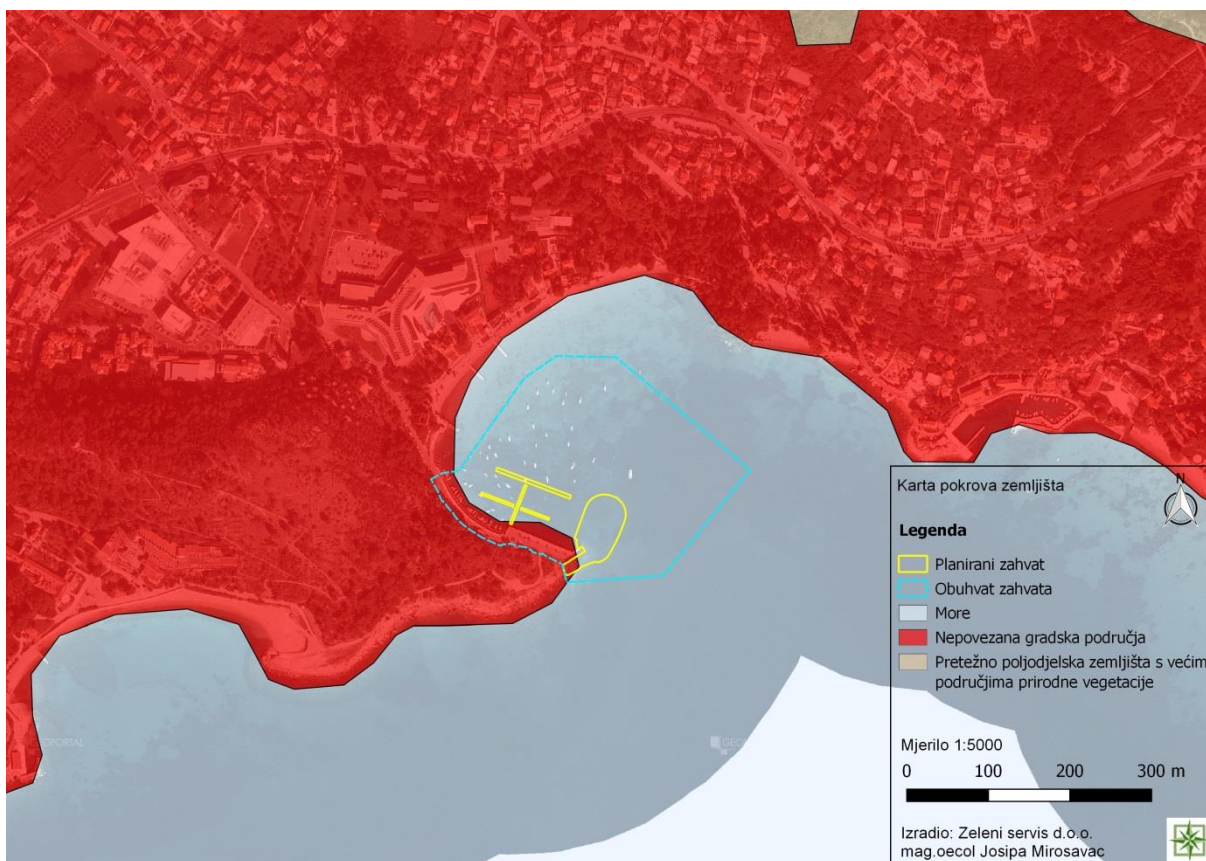 Karta pokrova zemljišta
N
Legenda
Planirani zahvat
Obuhvat zahvata
More
Nepovezana gradska područja
Pretežno poljodjelska zemljišta s većim
područjima prirodne vegetacije
Mjerilo 1:5000
0 100 200 300 m
Izradio: Zeleni servis d.o.o.
mag.oecol Josipa Mirosavac